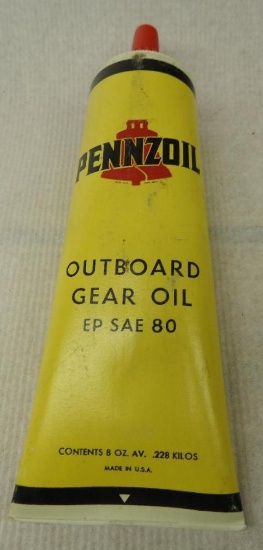 PENNZOIL
OUTBOARD
GEAR OIL
EP SAE 80
CONTENTS 8 OZ. AV. .228 KILOS
MADE IN U.S.A.